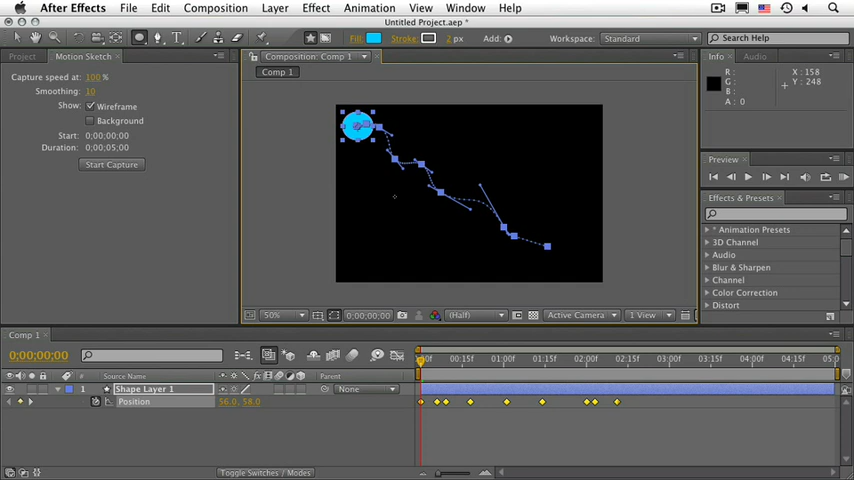 After Effects File Edit Composition Layer Effect Animation View Window Help
Untitled Project.aep *
Fill: Stroke: 2 px Add: Workspace: Standard Search Help
Project Motion Sketch Composition: Comp 1 Info Audio
Comp 1
Capture speed at: 100 %
Smoothing: 10
Show: Wireframe
Background
Start: 0;00;00;00
Duration: 0;00;05;00
Start Capture
R:
G:
B:
A: 0
X: 158
Y: 248
Preview
Effects & Presets
* Animation Presets
3D Channel
Audio
Blur & Sharpen
Channel
Color Correction
Distort
50% 0;00;00;00 (Half) Active Camera 1 View
Comp 1
0;00;00;00 00:15f 01:00f 01:15f 02:00f 02:15f 03:00f 03:15f 04:00f 04:15f
# Source Name Parent
1 Shape Layer 1 None
Position 56.0, 58.0
Toggle Switches / Modes